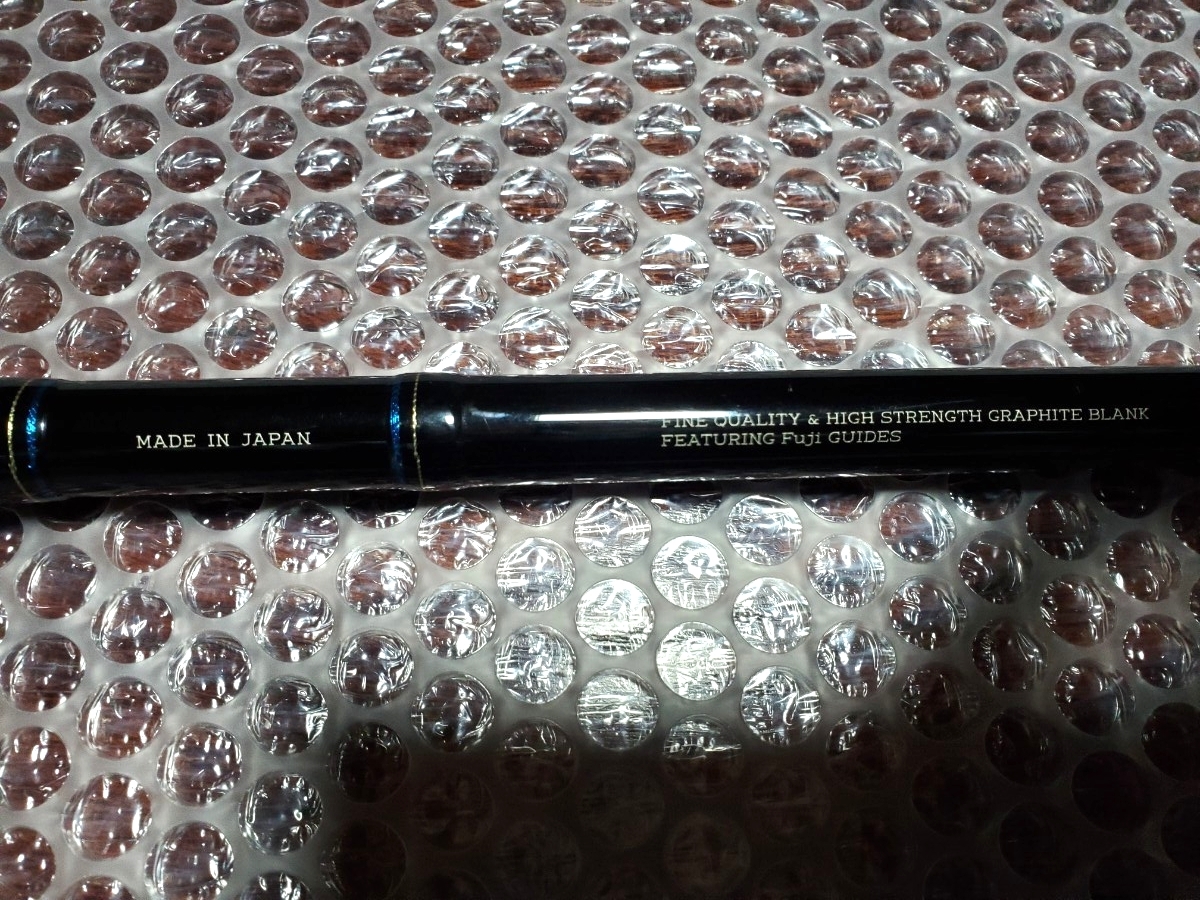 MADE IN JAPAN
FINE QUALITY & HIGH STRENGTH GRAPHITE BLANK
FEATURING Fuji GUIDES